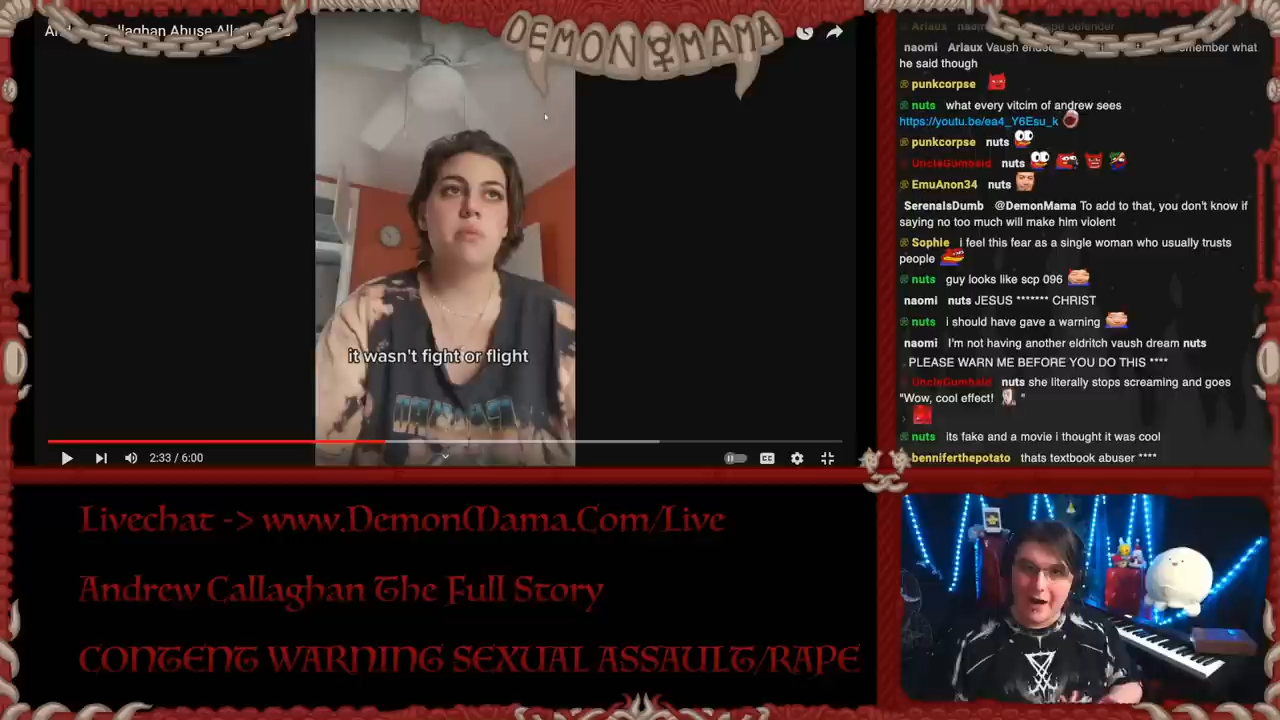 DEMON MAMA
it wasn't fight or flight
2:33 / 6:00
Arlaux
naomi Arlaux Vaush
he said though
punkcorpse
nuts what every vitcim of andrew sees
https://youtu.be/ea4_Y6Esu_k
punkcorpse nuts
UncleGumbald nuts
EmuAnon34 nuts
SerenaIsDumb @DemonMama To add to that, you don't know if
saying no too much will make him violent
Sophie i feel this fear as a single woman who usually trusts
people
nuts guy looks like scp 096
naomi nuts JESUS ******* CHRIST
nuts i should have gave a warning
naomi I'm not having another eldritch vaush dream nuts
PLEASE WARN ME BEFORE YOU DO THIS ****
UncleGumbald nuts she literally stops screaming and goes
"Wow, cool effect! "
nuts its fake and a movie i thought it was cool
benniferthepotato thats textbook abuser ****
Livechat -> www.DemonMama.Com/Live
Andrew Callaghan The Full Story
CONTENT WARNING SEXUAL ASSAULT/RAPE